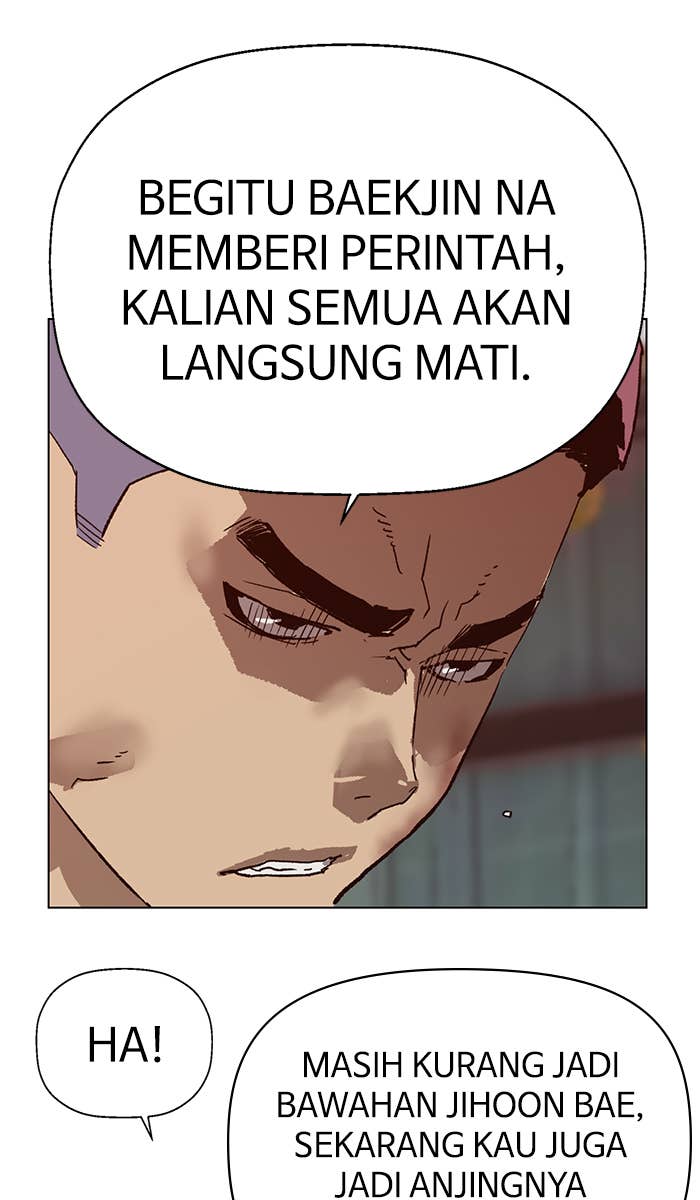 BEGITU BAEKJIN NA
MEMBERI PERINTAH,
KALIAN SEMUA AKAN
LANGSUNG MATI.
HA!
MASIH KURANG JADI
BAWAHAN JIHOON BAE,
SEKARANG KAU JUGA
JADI ANJINGNYA